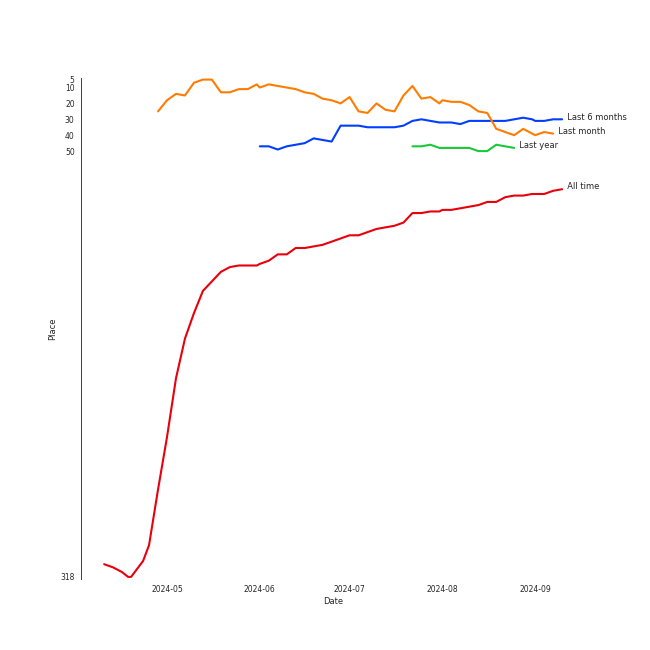 5
10
20
30
40
50
318
Place
Last 6 months
Last month
Last year
All time
2024-05 2024-06 2024-07 2024-08 2024-09
Date